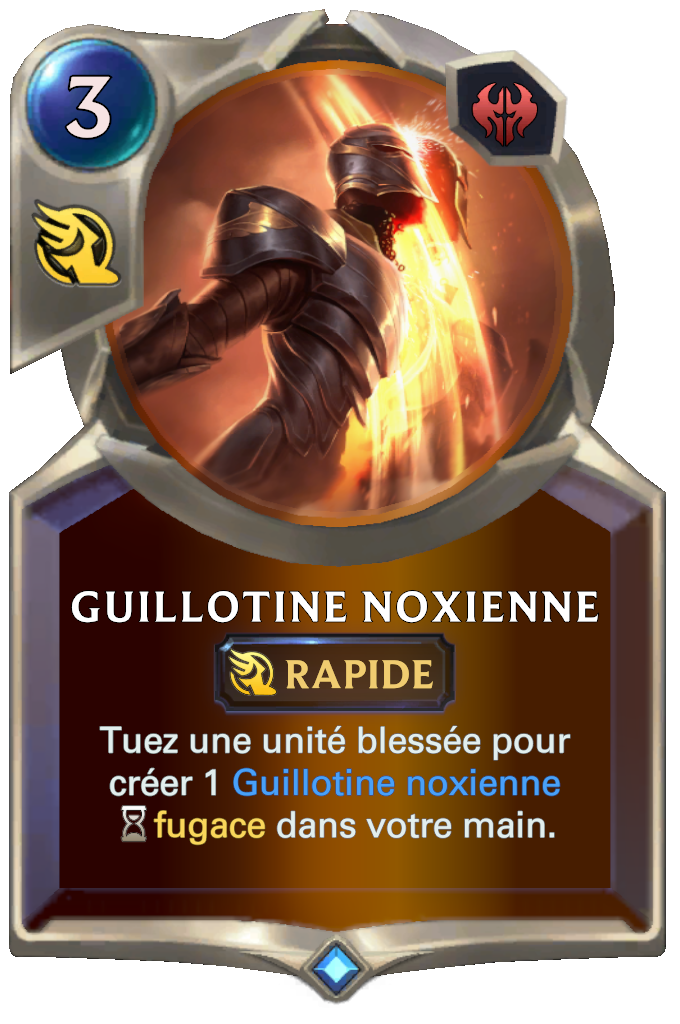 3
GUILLOTINE NOXIENNE
RAPIDE
Tuez une unité blessée pour
créer 1 Guillotine noxienne
fugace dans votre main.